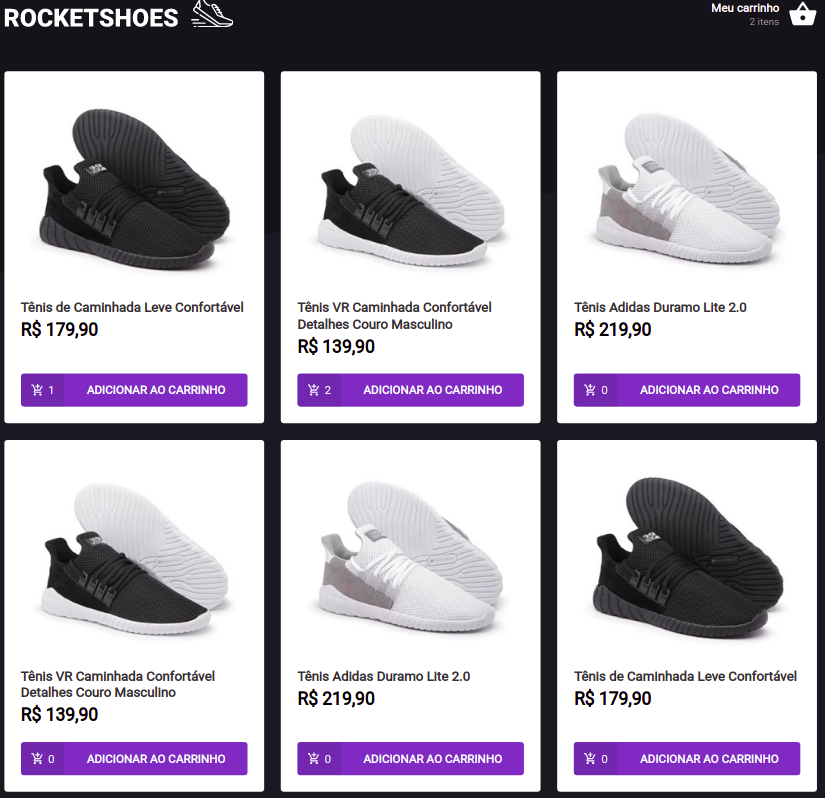 ROCKETSHOES
Meu carrinho
2 itens
Tênis de Caminhada Leve Confortável
R$ 179,90
1 ADICIONAR AO CARRINHO
Tênis VR Caminhada Confortável
Detalhes Couro Masculino
R$ 139,90
2 ADICIONAR AO CARRINHO
Tênis Adidas Duramo Lite 2.0
R$ 219,90
0 ADICIONAR AO CARRINHO
Tênis VR Caminhada Confortável
Detalhes Couro Masculino
R$ 139,90
0 ADICIONAR AO CARRINHO
Tênis Adidas Duramo Lite 2.0
R$ 219,90
0 ADICIONAR AO CARRINHO
Tênis de Caminhada Leve Confortável
R$ 179,90
0 ADICIONAR AO CARRINHO